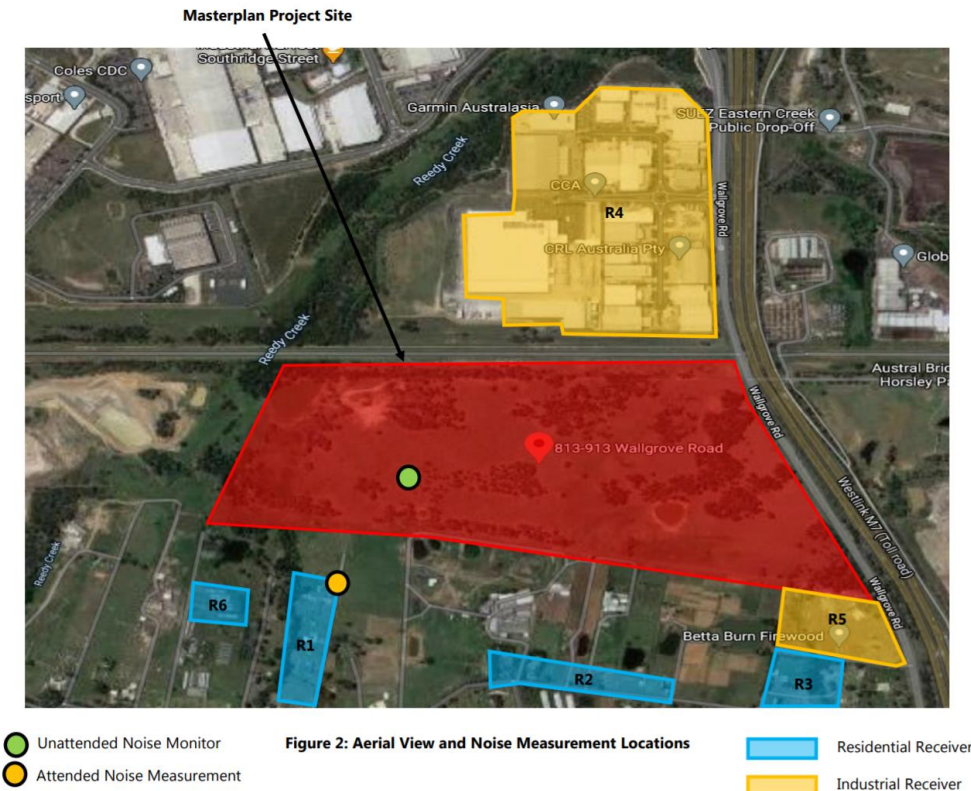 Masterplan Project Site
Southridge Street
Coles CDC
sport
Garmin Australasia
SUEZ Eastern Creek
Public Drop-Off
Reedy Creek
CCA
R4
Wallgrove Rd
CRL Australia Pty
Glob
Reedy Creek
Austral Bric
Horsley Pa
Wallgrove Rd
813-913 Wallgrove Road
Westlink M7 (Toll road)
Reedy Creek
Wallgrove Rd
R6
R5
Betta Burn Firewood
R1
R2
R3
Unattended Noise Monitor
Figure 2: Aerial View and Noise Measurement Locations
Residential Receiver
Attended Noise Measurement
Industrial Receiver